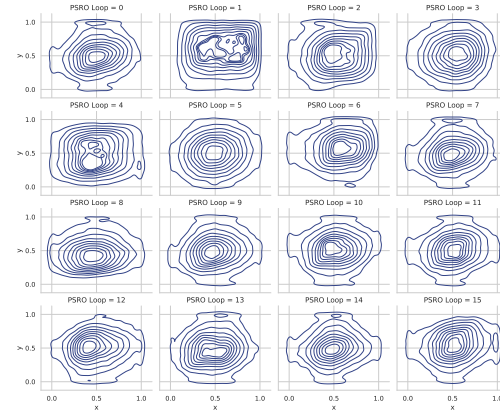 PSRO Loop = 0 PSRO Loop = 1 PSRO Loop = 2 PSRO Loop = 3
1.0
y 0.5
0.0
PSRO Loop = 4 PSRO Loop = 5 PSRO Loop = 6 PSRO Loop = 7
1.0
y 0.5
0.0
PSRO Loop = 8 PSRO Loop = 9 PSRO Loop = 10 PSRO Loop = 11
1.0
y 0.5
0.0
PSRO Loop = 12 PSRO Loop = 13 PSRO Loop = 14 PSRO Loop = 15
1.0
y 0.5
0.0
0.0 0.5 1.0 0.0 0.5 1.0 0.0 0.5 1.0 0.0 0.5 1.0
x x x x